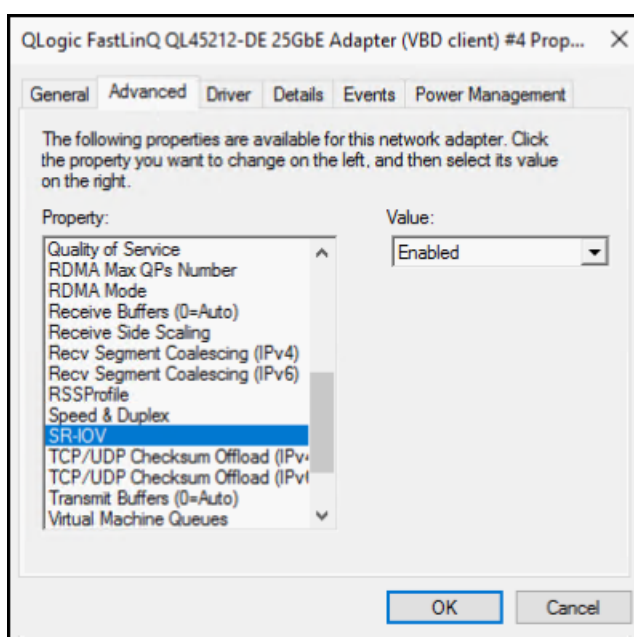 QLogic FastLinQ QL45212-DE 25GbE Adapter (VBD client) #4 Prop...
General Advanced Driver Details Events Power Management
The following properties are available for this network adapter. Click
the property you want to change on the left, and then select its value
on the right.
Property:
Value:
Quality of Service
RDMA Max QPs Number
RDMA Mode
Receive Buffers (0=Auto)
Receive Side Scaling
Recv Segment Coalescing (IPv4)
Recv Segment Coalescing (IPv6)
RSSProfile
Speed & Duplex
SR-IOV
TCP/UDP Checksum Offload (IPv
TCP/UDP Checksum Offload (IPv
Transmit Buffers (0=Auto)
Virtual Machine Queues
Enabled
OK
Cancel